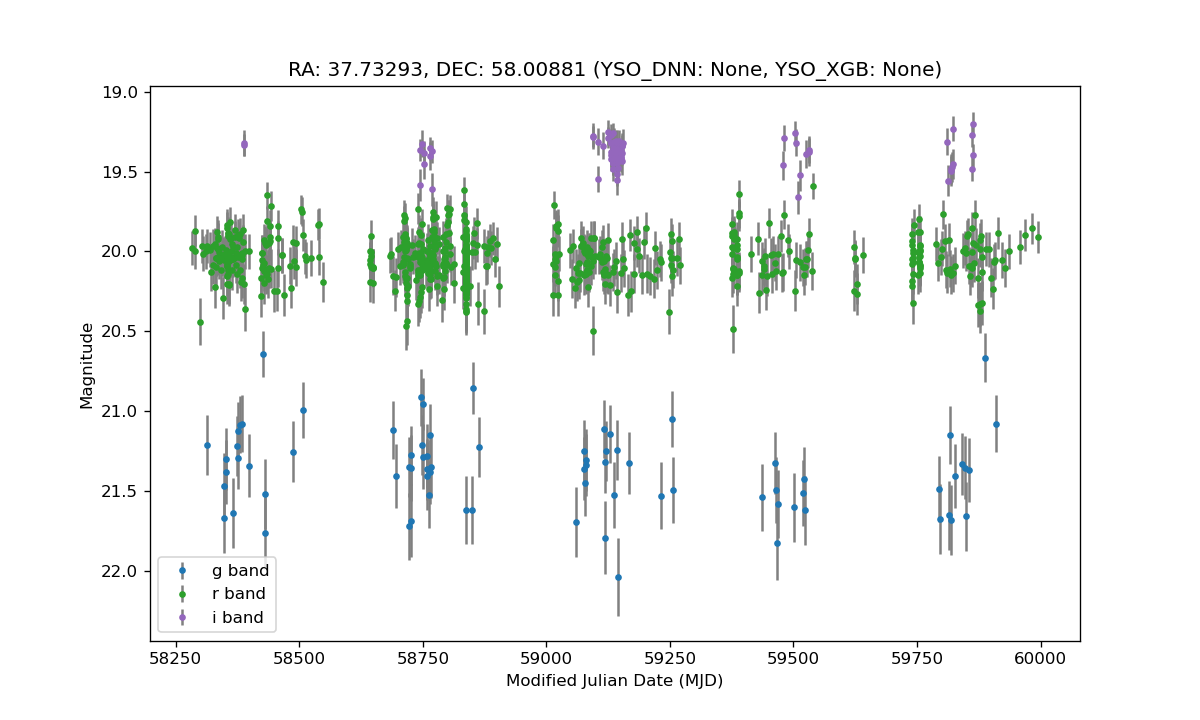 RA: 37.73293, DEC: 58.00881 (YSO_DNN: None, YSO_XGB: None)
19.0
19.5
20.0
20.5
21.0
21.5
22.0
Magnitude
g band
r band
i band
58250 58500 58750 59000 59250 59500 59750 60000
Modified Julian Date (MJD)